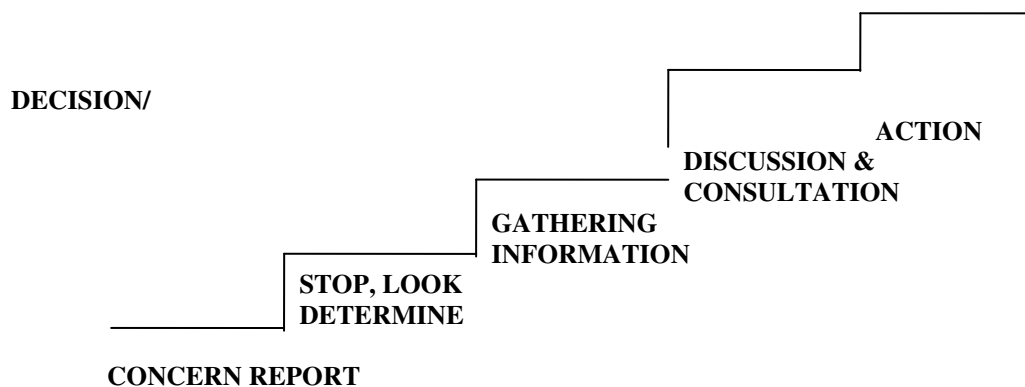 DECISION/
ACTION
DISCUSSION &
CONSULTATION
GATHERING
INFORMATION
STOP, LOOK
DETERMINE
CONCERN REPORT